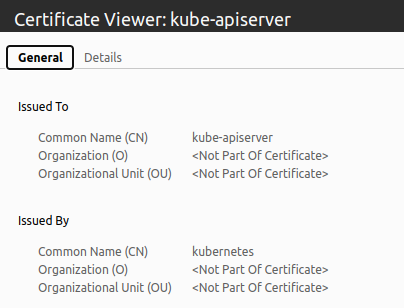 Certificate Viewer: kube-apiserver
General Details
Issued To
Common Name (CN) kube-apiserver
Organization (O) <Not Part Of Certificate>
Organizational Unit (OU) <Not Part Of Certificate>
Issued By
Common Name (CN) kubernetes
Organization (O) <Not Part Of Certificate>
Organizational Unit (OU) <Not Part Of Certificate>